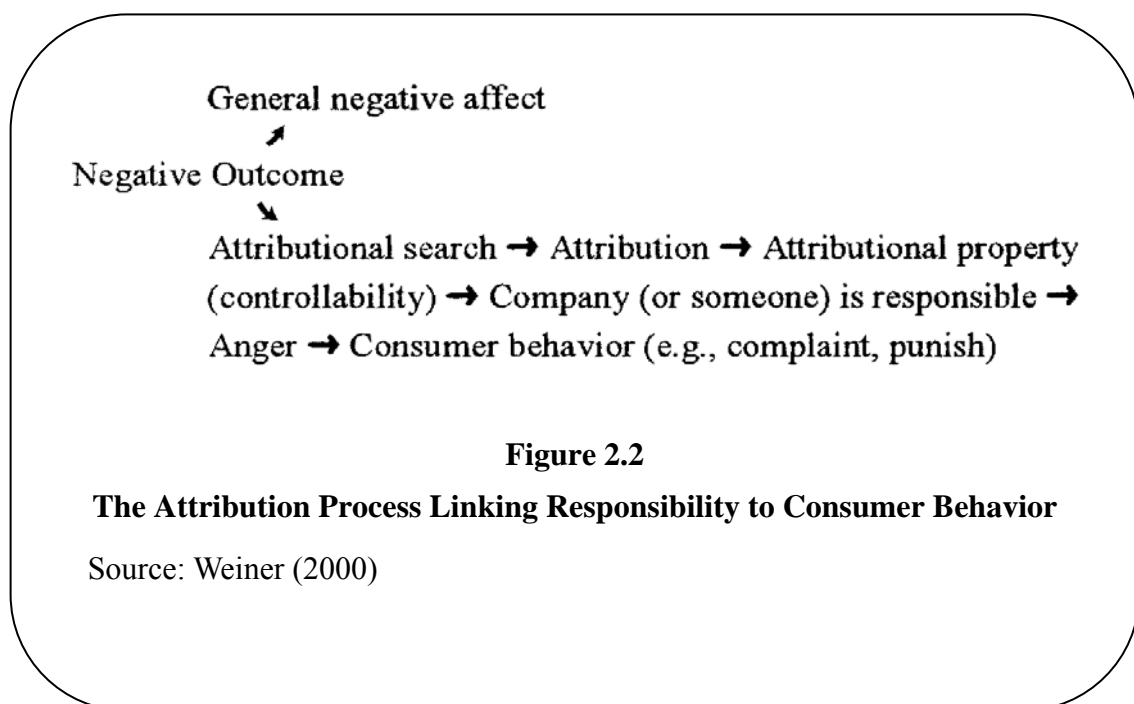 General negative affect
Negative Outcome
Attributional search → Attribution → Attributional property
(controllability) → Company (or someone) is responsible →
Anger → Consumer behavior (e.g., complaint, punish)
Figure 2.2
The Attribution Process Linking Responsibility to Consumer Behavior
Source: Weiner (2000)